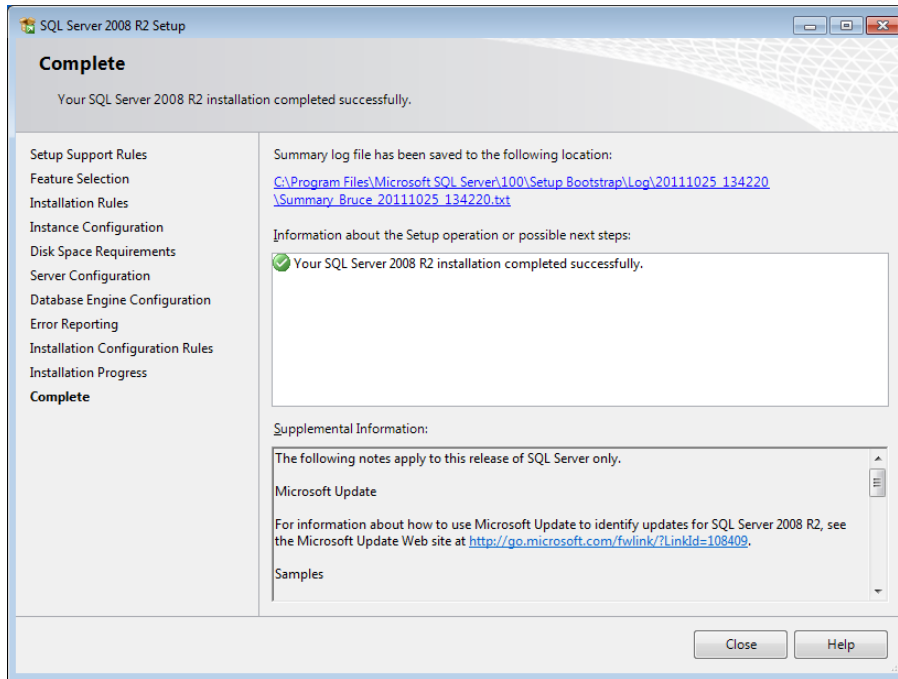 SQL Server 2008 R2 Setup
Complete
Your SQL Server 2008 R2 installation completed successfully.
Setup Support Rules
Feature Selection
Installation Rules
Instance Configuration
Disk Space Requirements
Server Configuration
Database Engine Configuration
Error Reporting
Installation Configuration Rules
Installation Progress
Complete
Summary log file has been saved to the following location:
C:\Program Files\Microsoft SQL Server\100\Setup Bootstrap\Log\20111025_134220
\Summary_Bruce_20111025_134220.txt
Information about the Setup operation or possible next steps:
Your SQL Server 2008 R2 installation completed successfully.
Supplemental Information:
The following notes apply to this release of SQL Server only.
Microsoft Update
For information about how to use Microsoft Update to identify updates for SQL Server 2008 R2, see
the Microsoft Update Web site at http://go.microsoft.com/fwlink/?LinkId=108409.
Samples
Close
Help